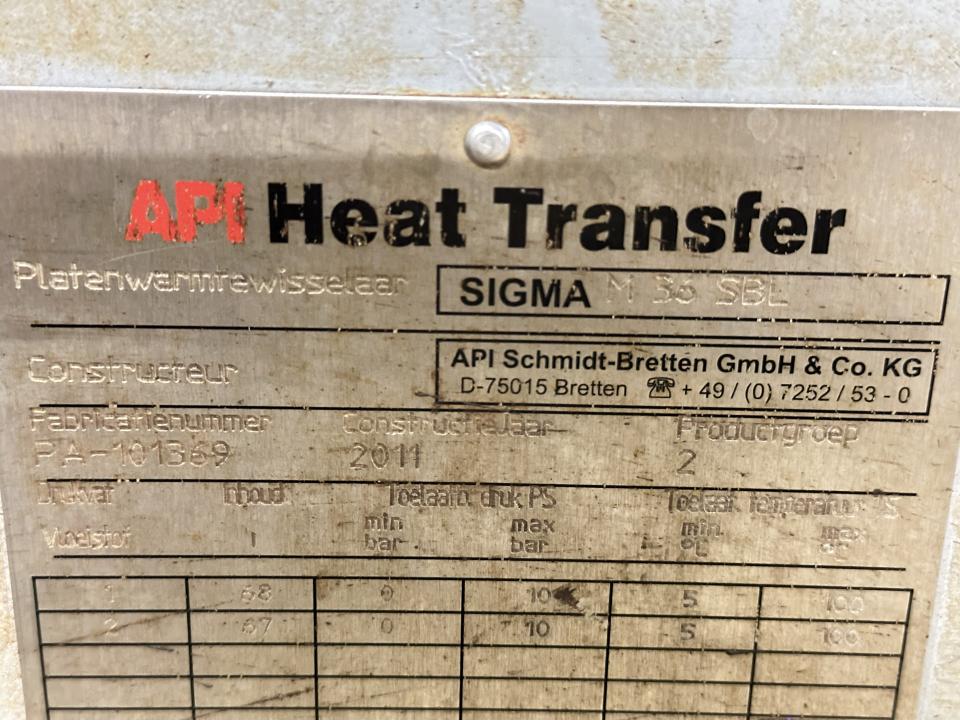 API Heat Transfer
Platenwarmtewisselaar SIGMA M 36 SBL
Constructeur API Schmidt-Bretten GmbH & Co. KG
D-75015 Bretten ☎ + 49 / (0) 7252 / 53 - 0
Fabricatienummer Constructiejaar Productgroep
PA-101369 2011 2
Drukvat Inhoud Toelaatb. druk PS Toelaat. temperatuur TS
min max min. max.
Vloeistof l bar bar °C °C
1 68 0 10 5 100
2 67 0 10 5 100